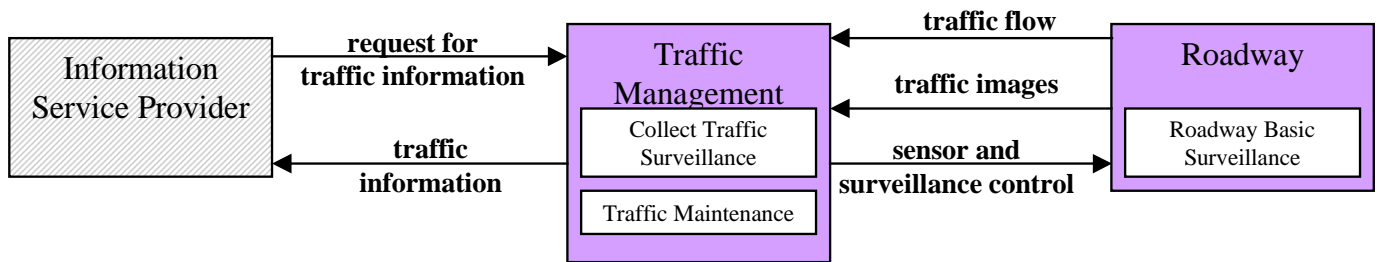 Information
Service Provider
request for
traffic information
traffic
information
Traffic
Management
Collect Traffic
Surveillance
Traffic Maintenance
traffic flow
traffic images
sensor and
surveillance control
Roadway
Roadway Basic
Surveillance